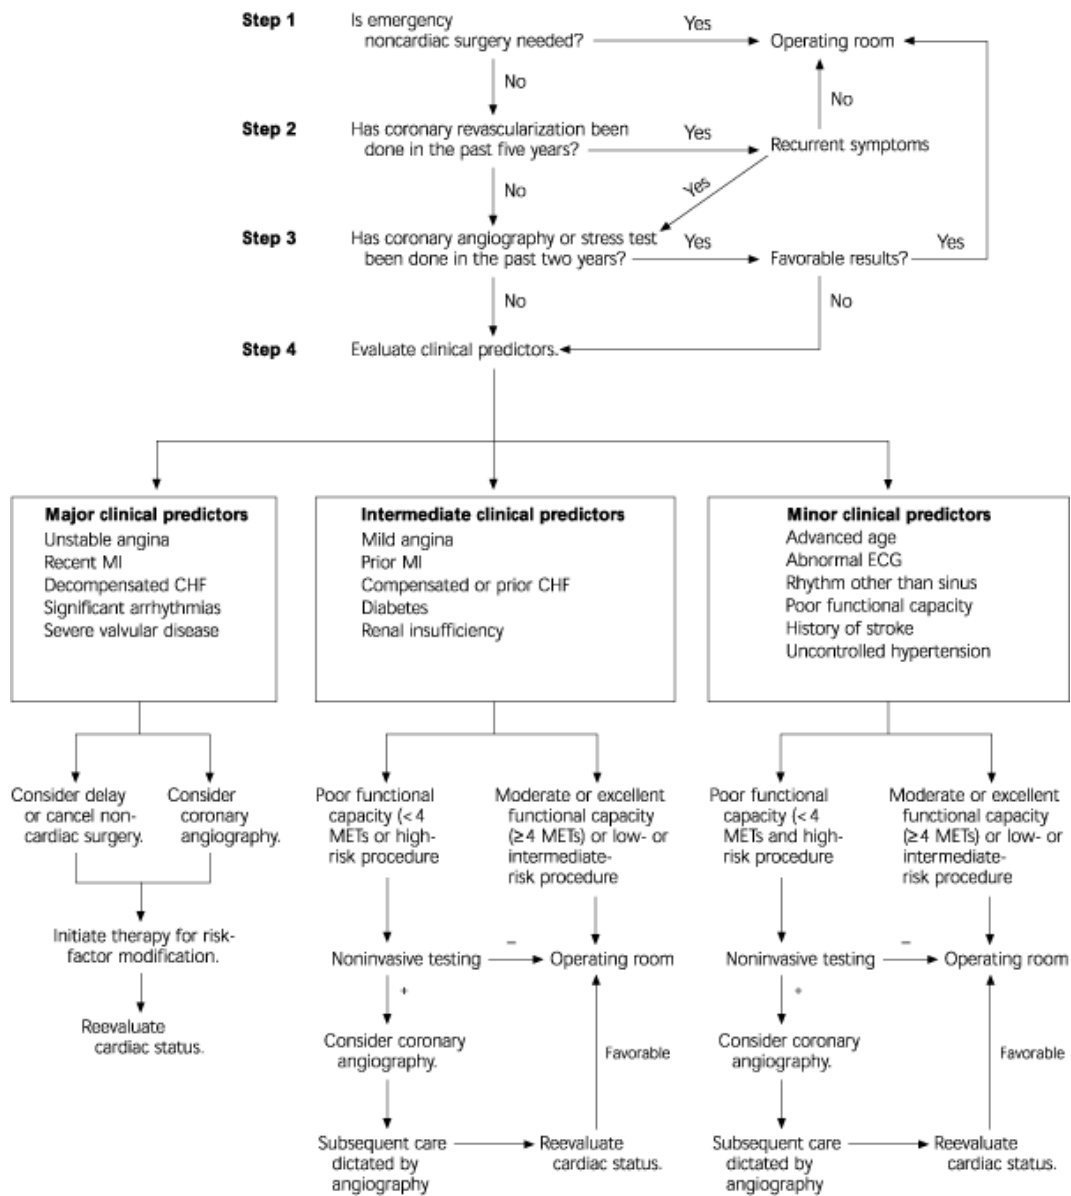 Step 1
Is emergency
noncardiac surgery needed?
Yes
Operating room
No
No
Step 2
Has coronary revascularization been
done in the past five years?
Yes
Recurrent symptoms
No
Yes
Step 3
Has coronary angiography or stress test
been done in the past two years?
Yes
Favorable results?
Yes
No
No
Step 4
Evaluate clinical predictors.
Major clinical predictors
Unstable angina
Recent MI
Decompensated CHF
Significant arrhythmias
Severe valvular disease
Intermediate clinical predictors
Mild angina
Prior MI
Compensated or prior CHF
Diabetes
Renal insufficiency
Minor clinical predictors
Advanced age
Abnormal ECG
Rhythm other than sinus
Poor functional capacity
History of stroke
Uncontrolled hypertension
Consider delay
or cancel non-
cardiac surgery.
Consider
coronary
angiography.
Initiate therapy for risk-
factor modification.
Reevaluate
cardiac status.
Poor functional
capacity (< 4
METs or high-
risk procedure
Moderate or excellent
functional capacity
(≥4 METs) or low- or
intermediate-
risk procedure
Noninvasive testing
–
Operating room
+
Consider coronary
angiography.
Favorable
Subsequent care
dictated by
angiography
Reevaluate
cardiac status.
Poor functional
capacity (< 4
METs and high-
risk procedure
Moderate or excellent
functional capacity
(≥4 METs) or low- or
intermediate-
risk procedure
Noninvasive testing
–
Operating room
+
Consider coronary
angiography.
Favorable
Subsequent care
dictated by
angiography
Reevaluate
cardiac status.